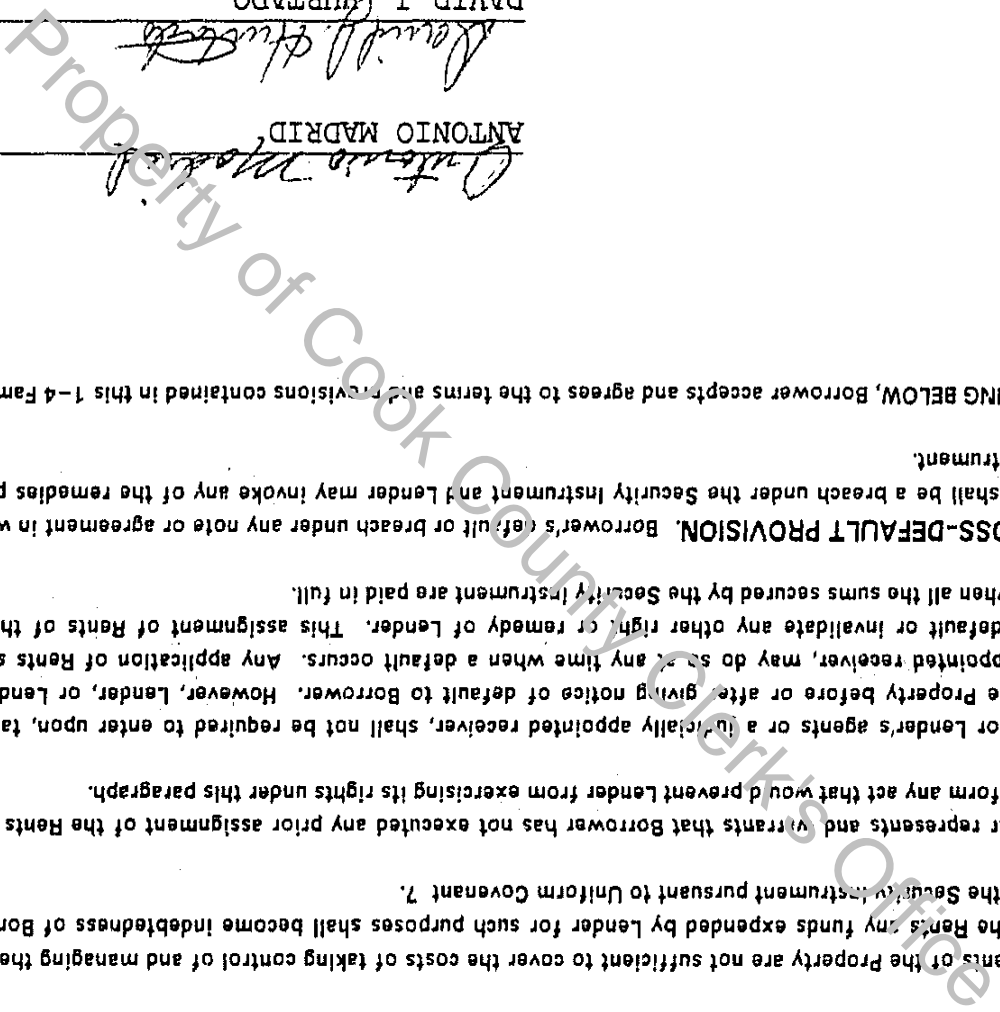 ents of the Property are not sufficient to cover the costs of taking control of and managing the
he Rents any funds expended by Lender for such purposes shall become indebtedness of Bor
the Security Instrument pursuant to Uniform Covenant 7.
r represents and warrants that Borrower has not executed any prior assignment of the Rents
form any act that would prevent Lender from exercising its rights under this paragraph.
or Lender's agents or a judicially appointed receiver, shall not be required to enter upon, ta
e Property before or after giving notice of default to Borrower. However, Lender, or Lend
ppointed receiver, may do so at any time when a default occurs. Any application of Rents s
default or invalidate any other right or remedy of Lender. This assignment of Rents of th
when all the sums secured by the Security Instrument are paid in full.
OSS-DEFAULT PROVISION. Borrower's default or breach under any note or agreement in w
shall be a breach under the Security Instrument and Lender may invoke any of the remedies p
trument.
ING BELOW, Borrower accepts and agrees to the terms and provisions contained in this 1-4 Fam
Antonio Madrid
ANTONIO MADRID
David J. Hurtado
DAVID J. HURTADO
Property of Cook County Clerk's Office